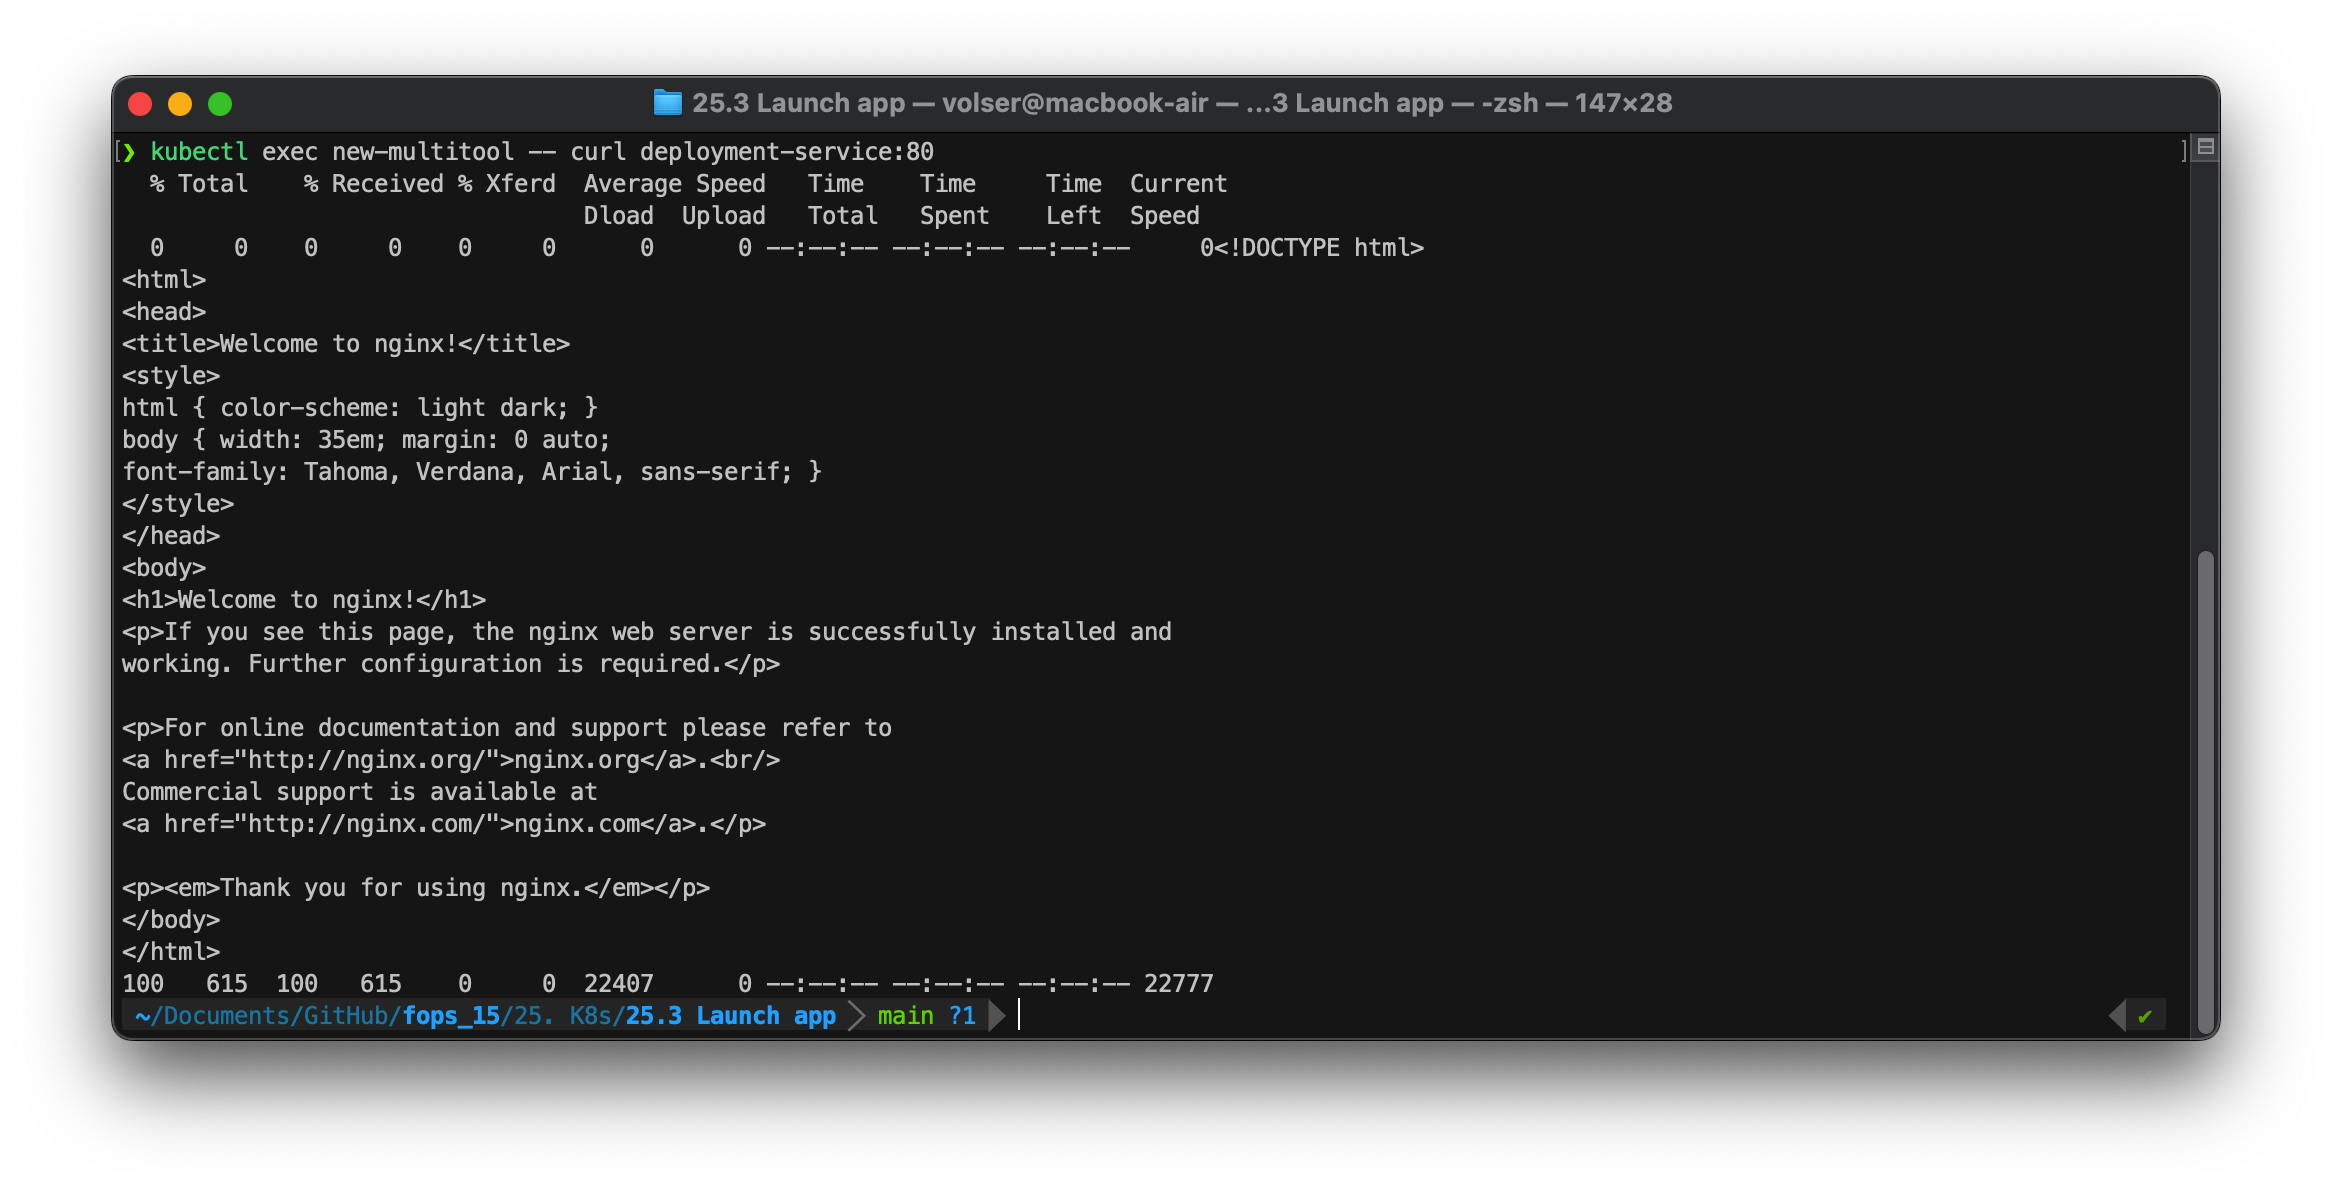 25.3 Launch app — volser@macbook-air — ...3 Launch app — -zsh — 147×28
[❯ kubectl exec new-multitool -- curl deployment-service:80 ]
  % Total    % Received % Xferd  Average Speed   Time    Time     Time  Current
                                 Dload  Upload   Total   Spent    Left  Speed
  0     0    0     0    0     0      0      0 --:--:-- --:--:-- --:--:--     0<!DOCTYPE html>
<html>
<head>
<title>Welcome to nginx!</title>
<style>
html { color-scheme: light dark; }
body { width: 35em; margin: 0 auto;
font-family: Tahoma, Verdana, Arial, sans-serif; }
</style>
</head>
<body>
<h1>Welcome to nginx!</h1>
<p>If you see this page, the nginx web server is successfully installed and
working. Further configuration is required.</p>

<p>For online documentation and support please refer to
<a href="http://nginx.org/">nginx.org</a>.<br/>
Commercial support is available at
<a href="http://nginx.com/">nginx.com</a>.</p>

<p><em>Thank you for using nginx.</em></p>
</body>
</html>
100   615  100   615    0     0  22407      0 --:--:-- --:--:-- --:--:-- 22777
~/Documents/GitHub/fops_15/25. K8s/25.3 Launch app main ?1 ✔